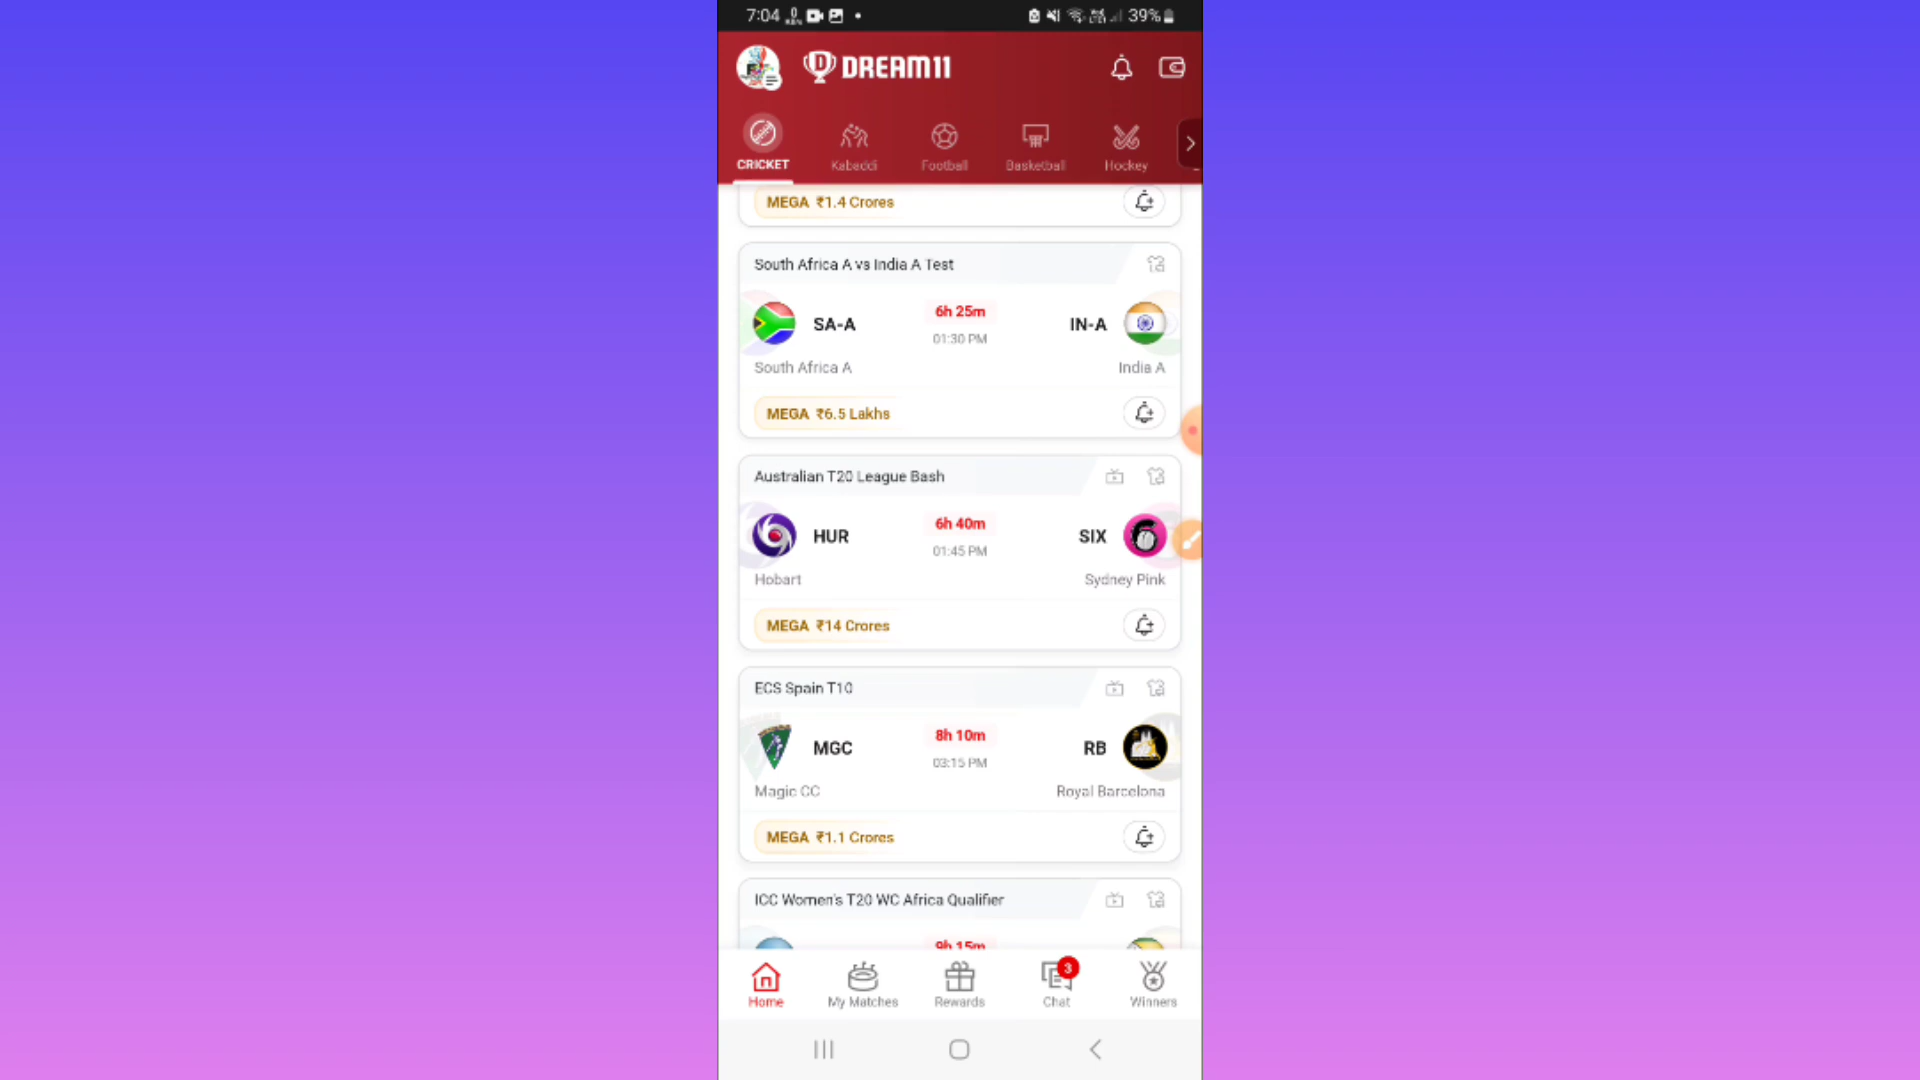 7:04
39%
DREAM11
CRICKET
Kabaddi
Football
Basketball
Hockey
MEGA ₹1.4 Crores
South Africa A vs India A Test
SA-A
6h 25m
01:30 PM
IN-A
South Africa A
India A
MEGA ₹6.5 Lakhs
Australian T20 League Bash
HUR
6h 40m
01:45 PM
SIX
Hobart
Sydney Pink
MEGA ₹14 Crores
ECS Spain T10
MGC
8h 10m
03:15 PM
RB
Magic CC
Royal Barcelona
MEGA ₹1.1 Crores
ICC Women's T20 WC Africa Qualifier
9h 15m
3
Home
My Matches
Rewards
Chat
Winners